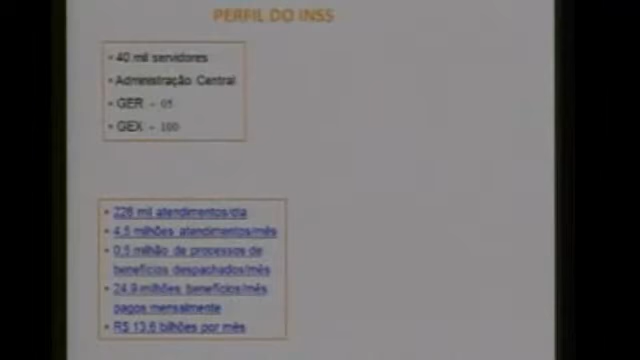 PERFIL DO INSS
• 40 mil servidores
• Administração Central
• GER - 05
• GEX - 100
• 226 mil atendimentos/dia
• 4,5 milhões atendimentos/mês
• 0,5 milhão de processos de
benefícios despachados/mês
• 24,9 milhões benefícios/mês
pagos mensalmente
• R$ 13,6 bilhões por mês